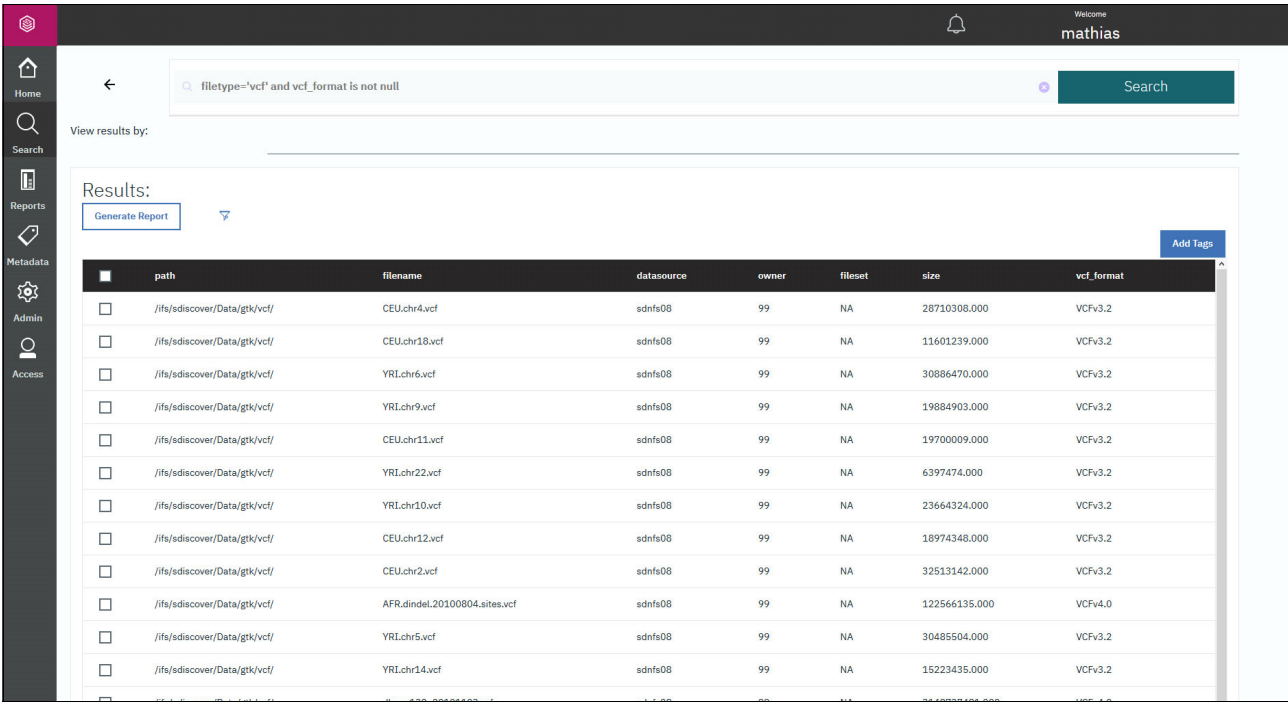 Welcome
mathias
Home
Search
Reports
Metadata
Admin
Access
filetype='vcf' and vcf_format is not null
Search
View results by:
Results:
Generate Report
Add Tags
path filename datasource owner fileset size vcf_format
/ifs/sdiscover/Data/gtk/vcf/ CEU.chr4.vcf sdnfs08 99 NA 28710308.000 VCFv3.2
/ifs/sdiscover/Data/gtk/vcf/ CEU.chr18.vcf sdnfs08 99 NA 11601239.000 VCFv3.2
/ifs/sdiscover/Data/gtk/vcf/ YRI.chr6.vcf sdnfs08 99 NA 30886470.000 VCFv3.2
/ifs/sdiscover/Data/gtk/vcf/ YRI.chr9.vcf sdnfs08 99 NA 19884903.000 VCFv3.2
/ifs/sdiscover/Data/gtk/vcf/ CEU.chr11.vcf sdnfs08 99 NA 19700009.000 VCFv3.2
/ifs/sdiscover/Data/gtk/vcf/ YRI.chr22.vcf sdnfs08 99 NA 6397474.000 VCFv3.2
/ifs/sdiscover/Data/gtk/vcf/ YRI.chr10.vcf sdnfs08 99 NA 23664324.000 VCFv3.2
/ifs/sdiscover/Data/gtk/vcf/ CEU.chr12.vcf sdnfs08 99 NA 18974348.000 VCFv3.2
/ifs/sdiscover/Data/gtk/vcf/ CEU.chr2.vcf sdnfs08 99 NA 32513142.000 VCFv3.2
/ifs/sdiscover/Data/gtk/vcf/ AFR.dindel.20100804.sites.vcf sdnfs08 99 NA 122566135.000 VCFv4.0
/ifs/sdiscover/Data/gtk/vcf/ YRI.chr5.vcf sdnfs08 99 NA 30485504.000 VCFv3.2
/ifs/sdiscover/Data/gtk/vcf/ YRI.chr14.vcf sdnfs08 99 NA 15223435.000 VCFv3.2